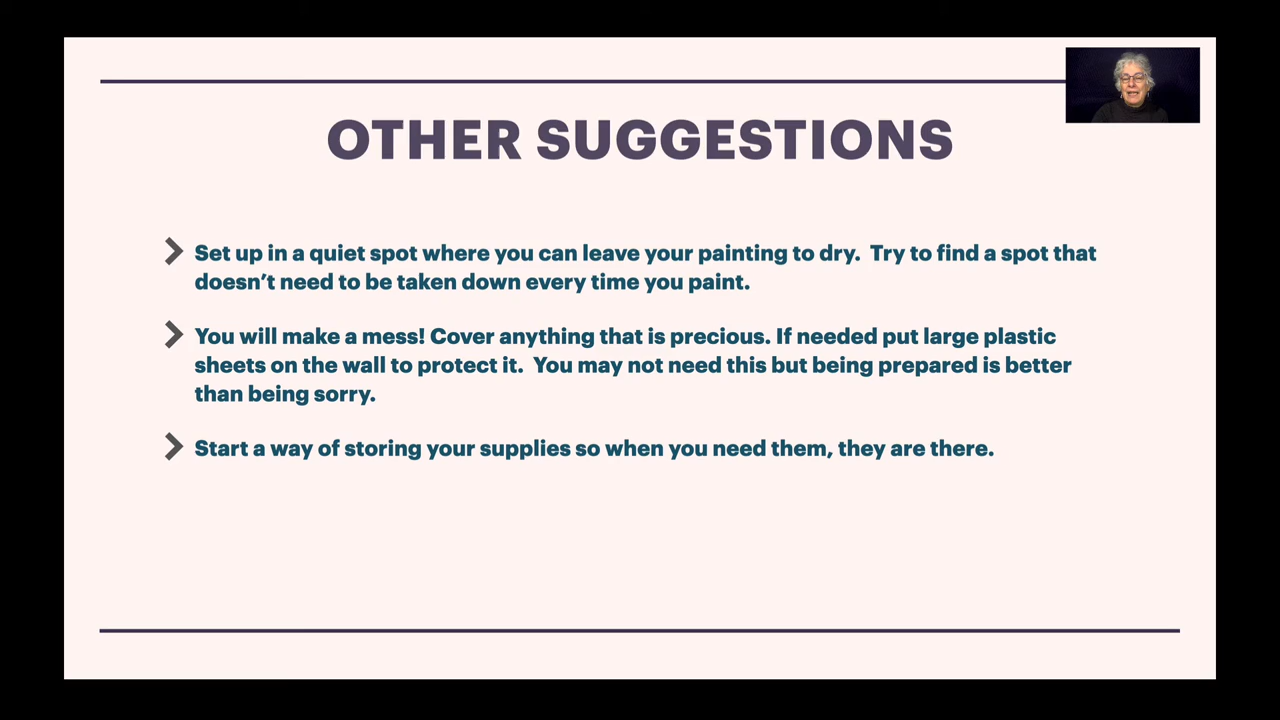 OTHER SUGGESTIONS
Set up in a quiet spot where you can leave your painting to dry.  Try to find a spot that
doesn’t need to be taken down every time you paint.
You will make a mess! Cover anything that is precious. If needed put large plastic
sheets on the wall to protect it.  You may not need this but being prepared is better
than being sorry.
Start a way of storing your supplies so when you need them, they are there.